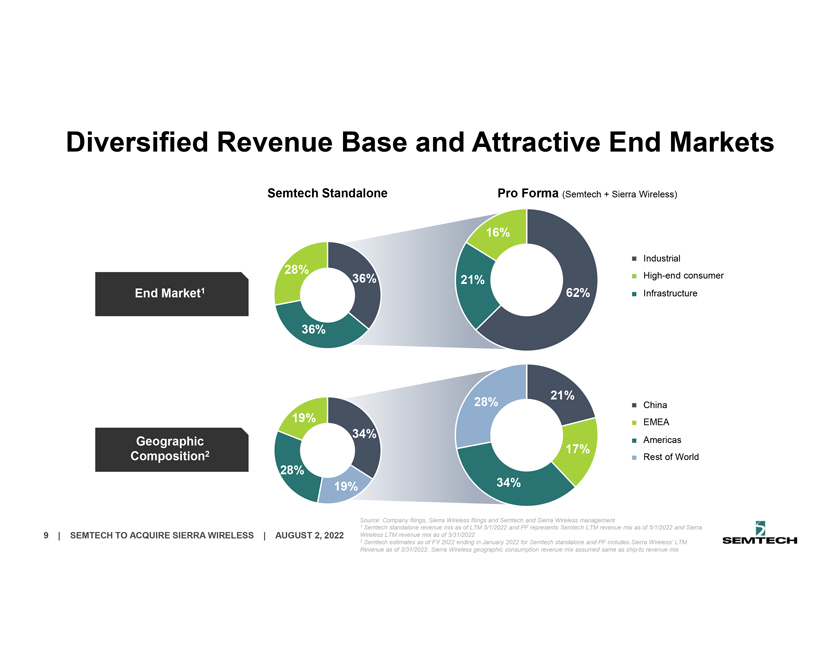 Diversified Revenue Base and Attractive End Markets
Semtech Standalone
Pro Forma (Semtech + Sierra Wireless)
End Market1
28%
36%
36%
16%
21%
62%
Industrial
High-end consumer
Infrastructure
Geographic
Composition2
19%
34%
28%
19%
28%
21%
17%
34%
China
EMEA
Americas
Rest of World
Source: Company filings, Sierra Wireless filings and Semtech and Sierra Wireless management
1 Semtech standalone revenue mix as of LTM 5/1/2022 and PF represents Semtech LTM revenue mix as of 5/1/2022 and Sierra
Wireless LTM revenue mix as of 3/31/2022
2 Semtech estimates as of FY 2022 ending in January 2022 for Semtech standalone and PF includes Sierra Wireless' LTM
Revenue as of 3/31/2022. Sierra Wireless geographic consumption revenue mix assumed same as ship-to revenue mix
9 | SEMTECH TO ACQUIRE SIERRA WIRELESS | AUGUST 2, 2022
SEMTECH